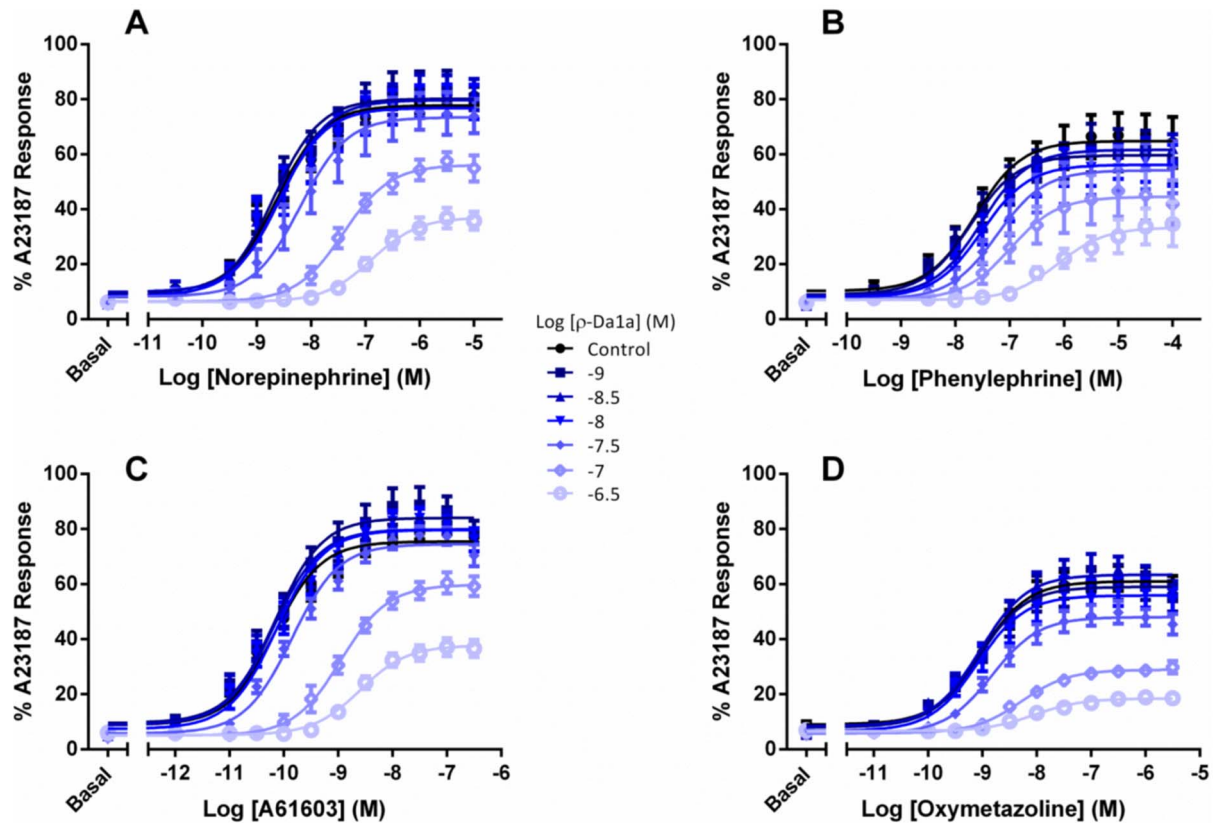 A
100
80
60
40
20
0
% A23187 Response
Basal
-11 -10 -9 -8 -7 -6 -5
Log [Norepinephrine] (M)
B
100
80
60
40
20
0
% A23187 Response
Basal
-10 -9 -8 -7 -6 -5 -4
Log [Phenylephrine] (M)
Log [ρ-Da1a] (M)
Control
-9
-8.5
-8
-7.5
-7
-6.5
C
100
80
60
40
20
0
% A23187 Response
Basal
-12 -11 -10 -9 -8 -7 -6
Log [A61603] (M)
D
100
80
60
40
20
0
% A23187 Response
Basal
-11 -10 -9 -8 -7 -6 -5
Log [Oxymetazoline] (M)